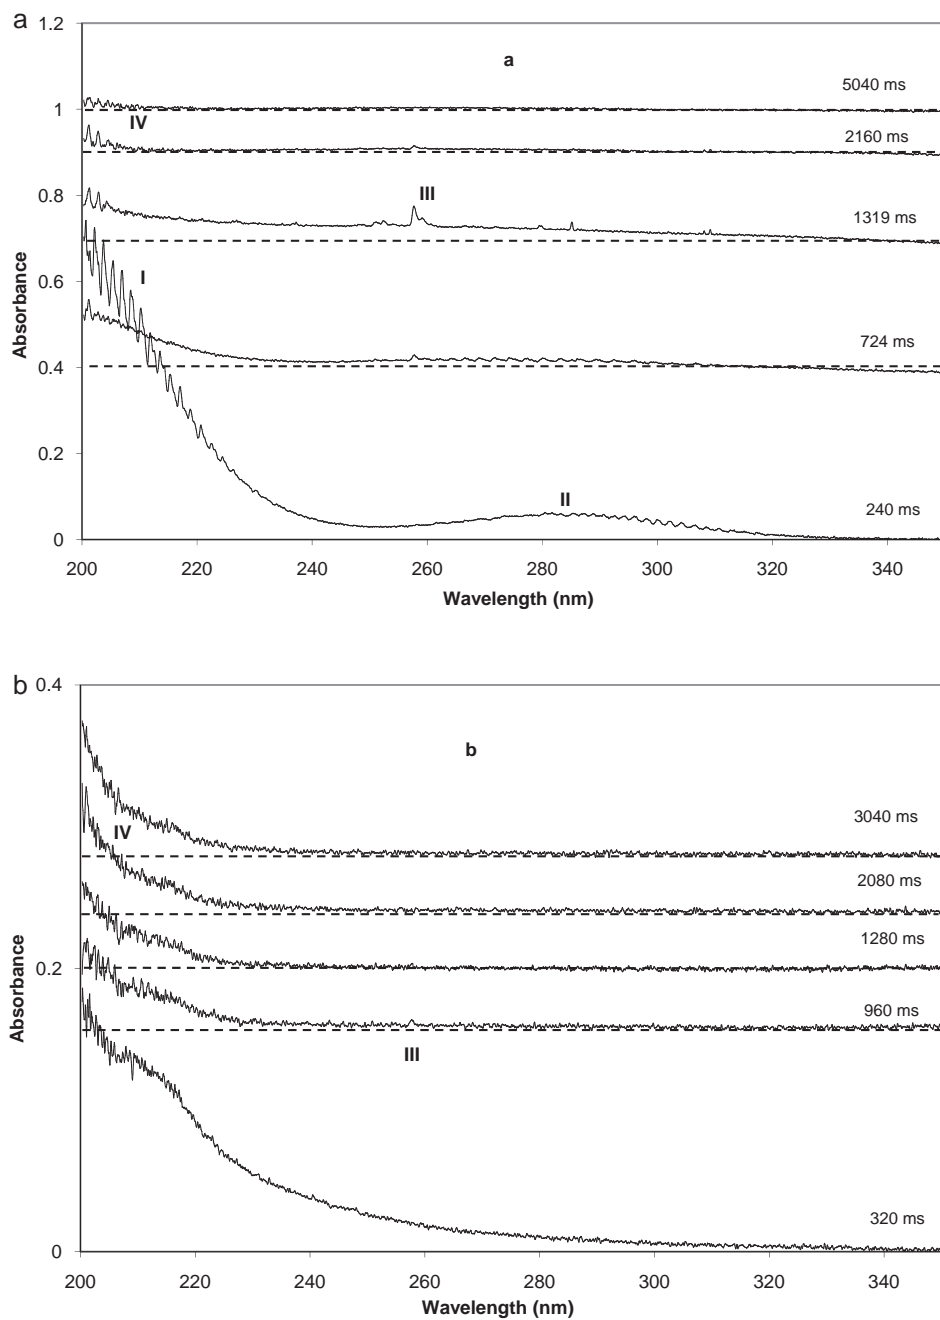 a
1.2
a
5040 ms
1
IV
2160 ms
0.8
III
1319 ms
I
0.6
Absorbance
724 ms
0.4
0.2
II
240 ms
0
200 220 240 260 280 300 320 340
Wavelength (nm)
b
0.4
b
3040 ms
IV
2080 ms
1280 ms
0.2
Absorbance
960 ms
III
320 ms
0
200 220 240 260 280 300 320 340
Wavelength (nm)